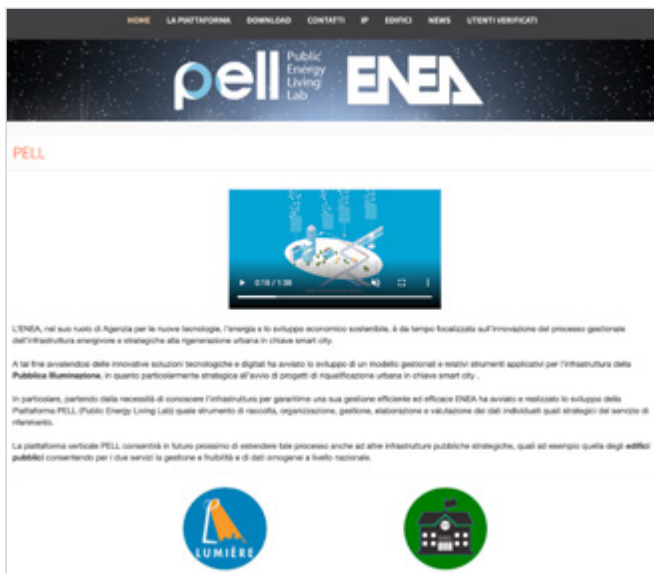 HOME LA PIATTAFORMA DOWNLOAD CONTATTI IP EDIFICI NEWS UTENTI VERIFICATI
pell Public Energy Living Lab ENEA
PELL
0:19 / 1:38
L'ENEA, nel suo ruolo di Agenzia per le nuove tecnologie, l'energia e lo sviluppo economico sostenibile, è da tempo focalizzata sull'innovazione del processo gestionale
dell'infrastruttura energivore e strategiche alla rigenerazione urbana in chiave smart city.
A tal fine avvalendosi delle innovative soluzioni tecnologiche e digitali ha avviato lo sviluppo di un modello gestionali e relativi strumenti applicativi per l'infrastruttura della
Pubblica Illuminazione, in quanto particolarmente strategica all'avvio di progetti di riqualificazione urbana in chiave smart city .
In particolare, partendo dalla necessità di conoscere l'infrastruttura per garantirne una sua gestione efficiente ed efficace ENEA ha avviato e realizzato lo sviluppo della
Piattaforma PELL (Public Energy Living Lab) quale strumento di raccolta, organizzazione, gestione, elaborazione e valutazione dei dati individuati quali strategici del servizio di
riferimento.
La piattaforma verticale PELL consentirà in futuro prossimo di estendere tale processo anche ad altre infrastrutture pubbliche strategiche, quali ad esempio quella degli edifici
pubblici consentendo per i due servizi la gestione e fruibilità e di dati omogenei a livello nazionale.
LUMIÈRE